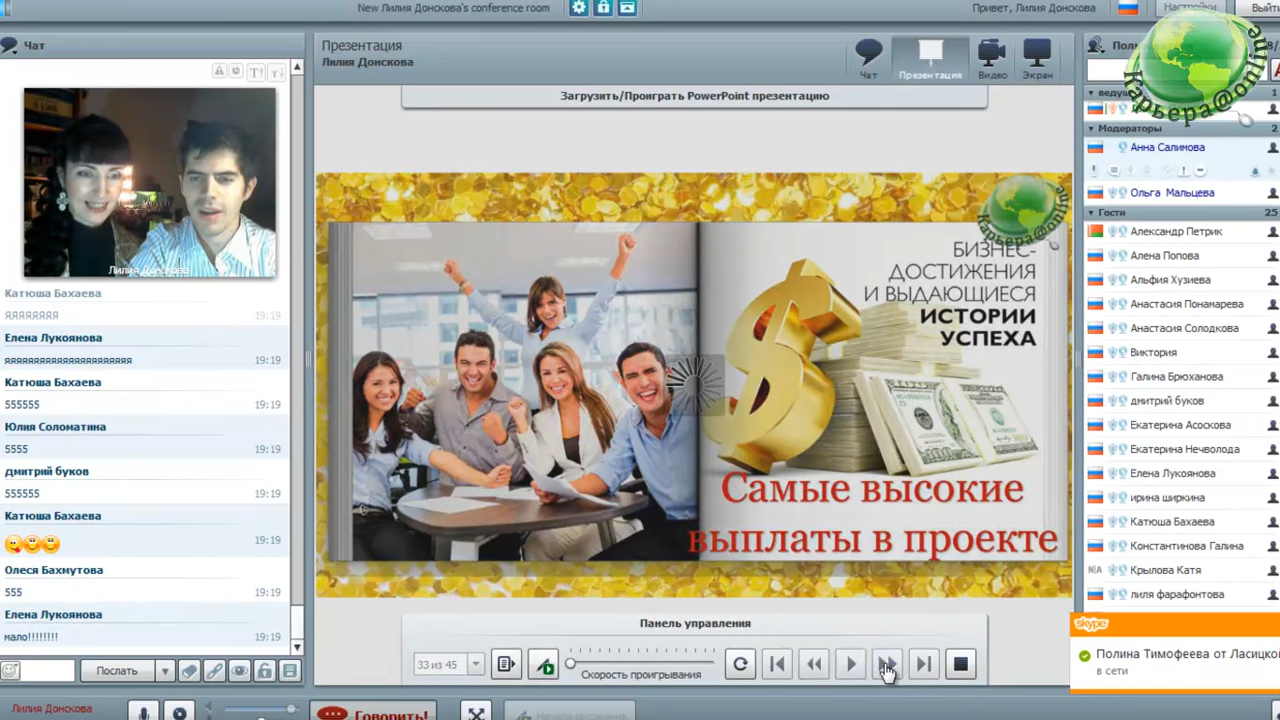 New Лилия Донскова's conference room
Привет, Лилия Донскова
Настройки
Выйти
Чат
Лилия Донскова
Катюша Бахаева
яяяяяяяя
19:19
Елена Лукоянова
яяяяяяяяяяяяяяяяяяяяяя
19:19
Катюша Бахаева
555555
19:19
Юлия Соломатина
5555
19:19
дмитрий буков
555555
19:19
Катюша Бахаева
19:19
Олеся Бахмутова
555
19:19
Елена Лукоянова
мало!!!!!!!!
19:19
Послать
Лилия Донскова
Говорить!
Презентация
Лилия Донскова
Чат
Презентация
Видео
Экран
Загрузить/Проиграть PowerPoint презентацию
Карьера@online
БИЗНЕС-
ДОСТИЖЕНИЯ
И ВЫДАЮЩИЕСЯ
ИСТОРИИ
УСПЕХА
Самые высокие
выплаты в проекте
Панель управления
33 из 45
Скорость проигрывания
Карьера@online
1
Модераторы
2
Анна Салимова
Ольга Мальцева
Гости
25
Александр Петрик
Алена Попова
Альфия Хузиева
Анастасия Понамарева
Анастасия Солодкова
Виктория
Галина Брюханова
дмитрий буков
Екатерина Асоскова
Екатерина Нечволода
Елена Лукоянова
ирина ширкина
Катюша Бахаева
Константинова Галина
N/A
Крылова Катя
лиля фарафонтова
skype
Полина Тимофеева от Ласицкой
в сети